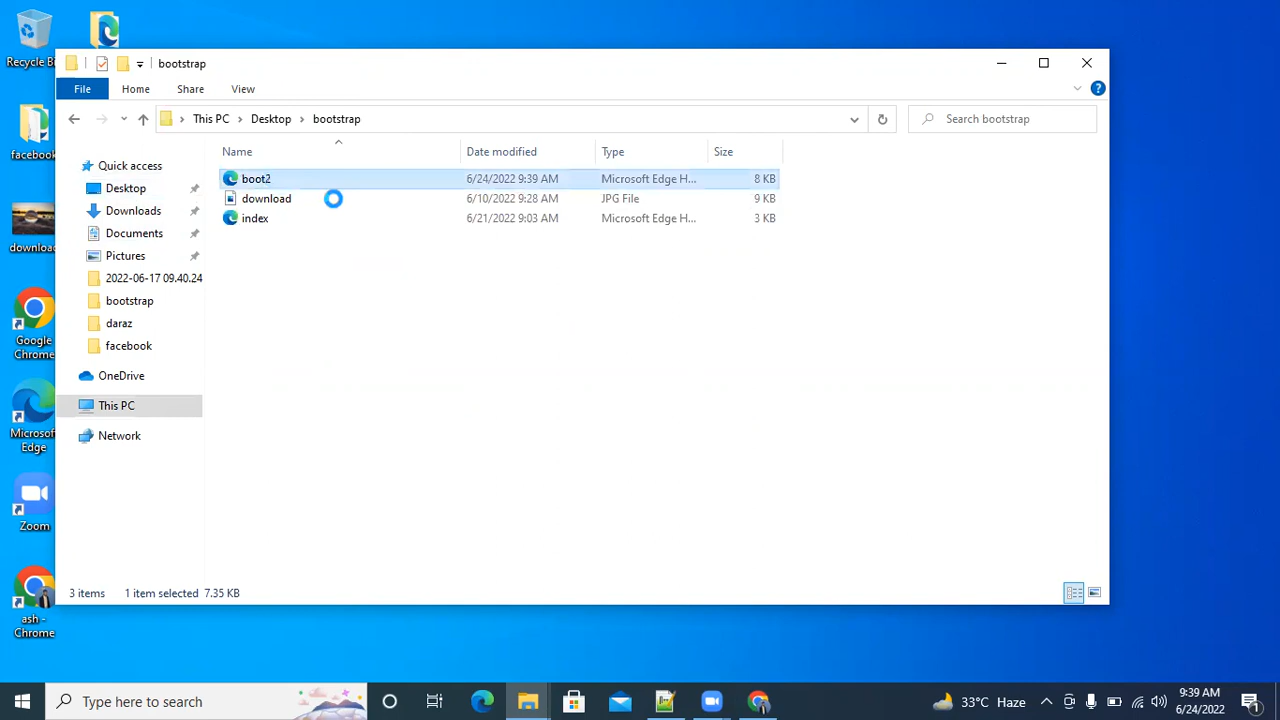 Recycle Bi
bootstrap
File Home Share View
This PC Desktop bootstrap
Search bootstrap
Name Date modified Type Size
boot2 6/24/2022 9:39 AM Microsoft Edge H... 8 KB
download 6/10/2022 9:28 AM JPG File 9 KB
index 6/21/2022 9:03 AM Microsoft Edge H... 3 KB
Quick access
Desktop
Downloads
Documents
Pictures
2022-06-17 09.40.24
bootstrap
daraz
facebook
OneDrive
This PC
Network
3 items 1 item selected 7.35 KB
facebook
download
Google
Chrome
Microsof
Edge
Zoom
ash -
Chrome
Type here to search
33°C Haze
9:39 AM
6/24/2022
1